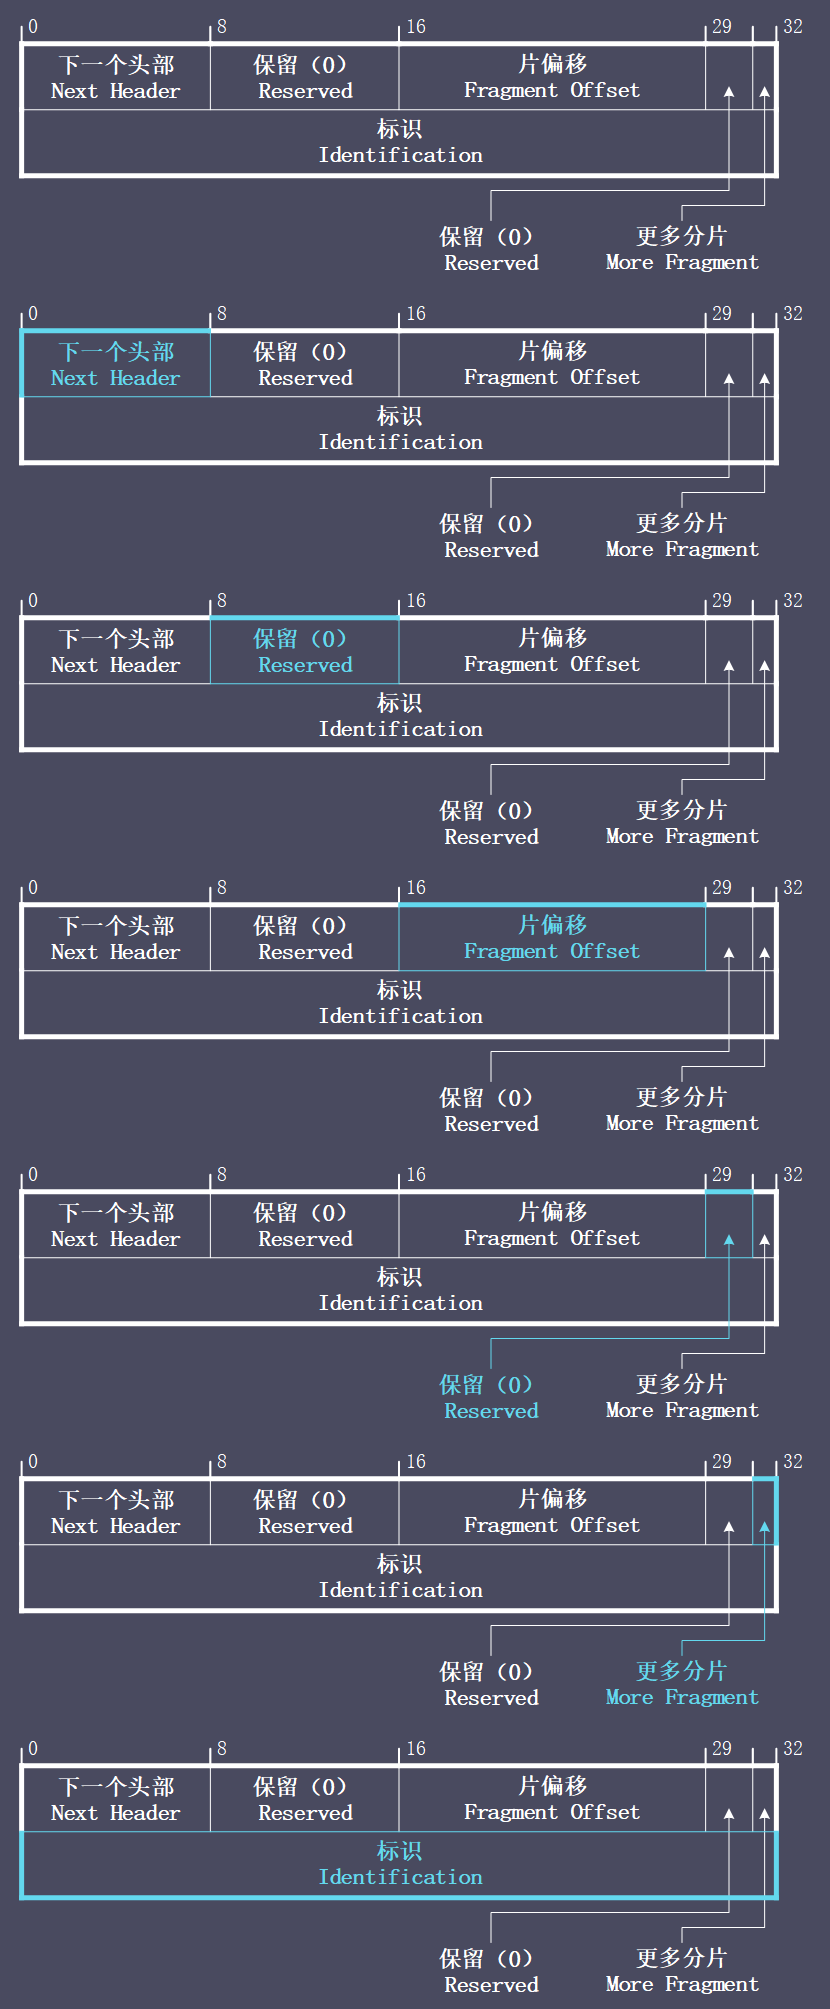 0 8 16 29 32
下一个头部 保留（0） 片偏移
Next Header Reserved Fragment Offset
标识
Identification
保留（0） 更多分片
Reserved More Fragment
0 8 16 29 32
下一个头部 保留（0） 片偏移
Next Header Reserved Fragment Offset
标识
Identification
保留（0） 更多分片
Reserved More Fragment
0 8 16 29 32
下一个头部 保留（0） 片偏移
Next Header Reserved Fragment Offset
标识
Identification
保留（0） 更多分片
Reserved More Fragment
0 8 16 29 32
下一个头部 保留（0） 片偏移
Next Header Reserved Fragment Offset
标识
Identification
保留（0） 更多分片
Reserved More Fragment
0 8 16 29 32
下一个头部 保留（0） 片偏移
Next Header Reserved Fragment Offset
标识
Identification
保留（0） 更多分片
Reserved More Fragment
0 8 16 29 32
下一个头部 保留（0） 片偏移
Next Header Reserved Fragment Offset
标识
Identification
保留（0） 更多分片
Reserved More Fragment
0 8 16 29 32
下一个头部 保留（0） 片偏移
Next Header Reserved Fragment Offset
标识
Identification
保留（0） 更多分片
Reserved More Fragment